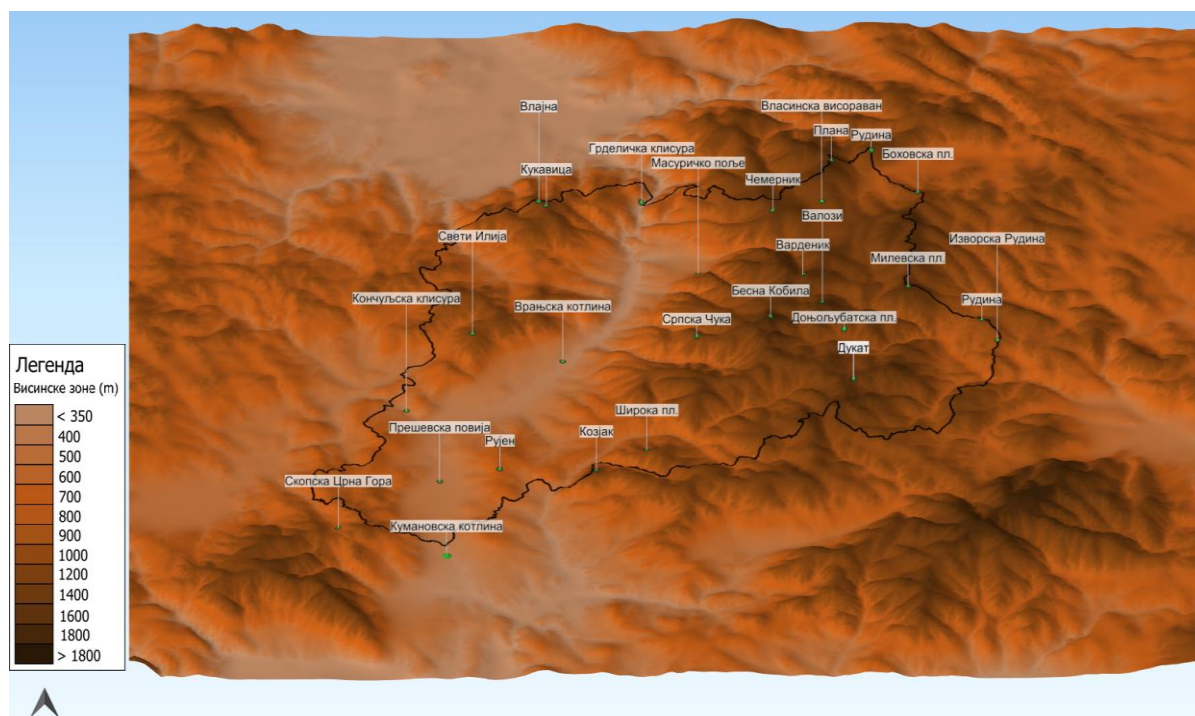 Влајна
Власинска висораван
Плана
Рудина
Грделичка клисура
Боховска пл.
Масуричко поље
Кукавица
Чемерник
Валози
Свети Илија
Изворска Рудина
Варденик
Милевска пл.
Бесна Кобила
Кончуљска клисура
Рудина
Врањска котлина
Српска Чука
Доњољубатска пл.
Дукат
Широка пл.
Прешевска повија
Козјак
Рујен
Скопска Црна Гора
Кумановска котлина
Легенда
Висинске зоне (m)
< 350
400
500
600
700
800
900
1000
1200
1400
1600
1800
> 1800